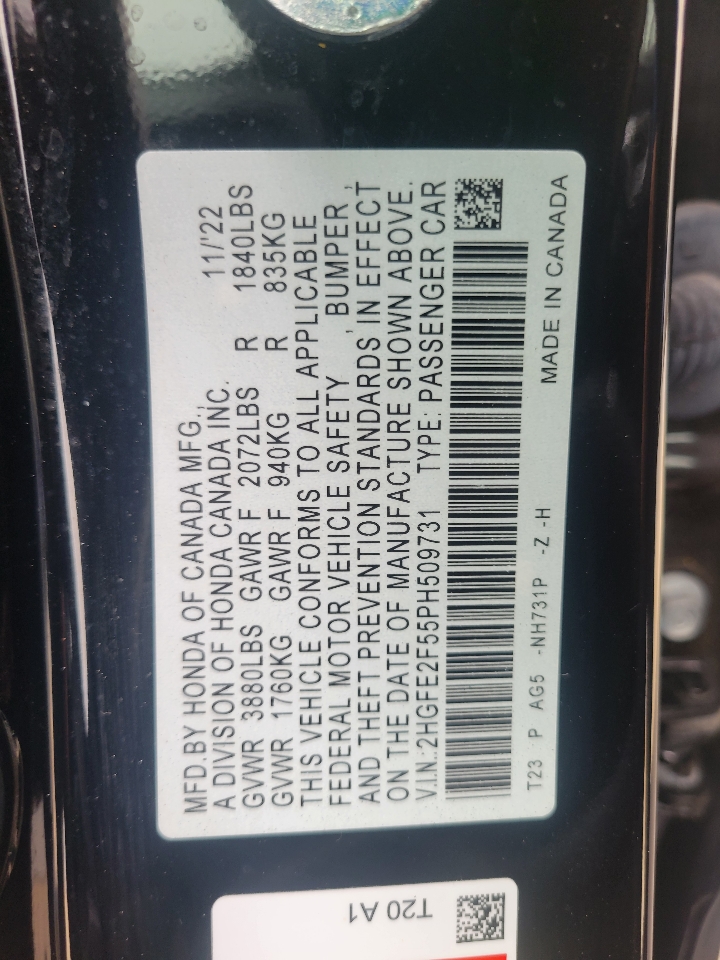 MFD.BY HONDA OF CANADA MFG., 11/'22
A DIVISION OF HONDA CANADA INC.
GVWR 3880LBS GAWR F 2072LBS R 1840LBS
GVWR 1760KG GAWR F 940KG R 835KG
THIS VEHICLE CONFORMS TO ALL APPLICABLE
FEDERAL MOTOR VEHICLE SAFETY , BUMPER ,
AND THEFT PREVENTION STANDARDS IN EFFECT
ON THE DATE OF MANUFACTURE SHOWN ABOVE.
V.I.N.:2HGFE2F55PH509731 TYPE: PASSENGER CAR
T23 P AG5 -NH731P -Z -H MADE IN CANADA
T20 A1